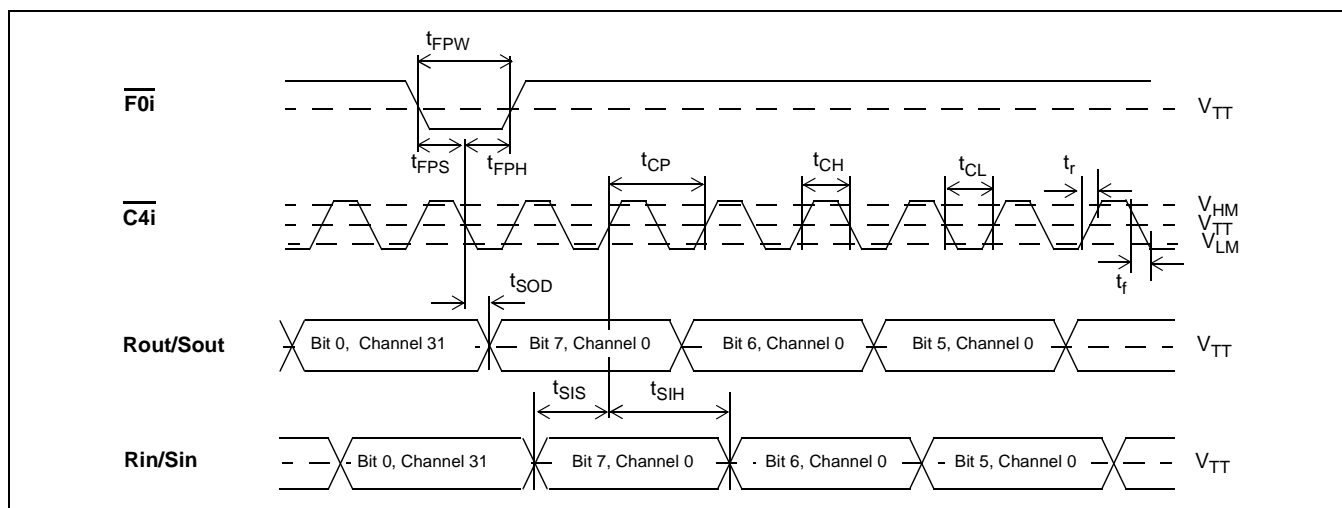 tFPW
F0i
VTT
tFPS tFPH tCP tCH tCL tr
C4i
VHM
VTT
VLM
tf
tSOD
Rout/Sout Bit 0, Channel 31 Bit 7, Channel 0 Bit 6, Channel 0 Bit 5, Channel 0 VTT
tSIS tSIH
Rin/Sin Bit 0, Channel 31 Bit 7, Channel 0 Bit 6, Channel 0 Bit 5, Channel 0 VTT